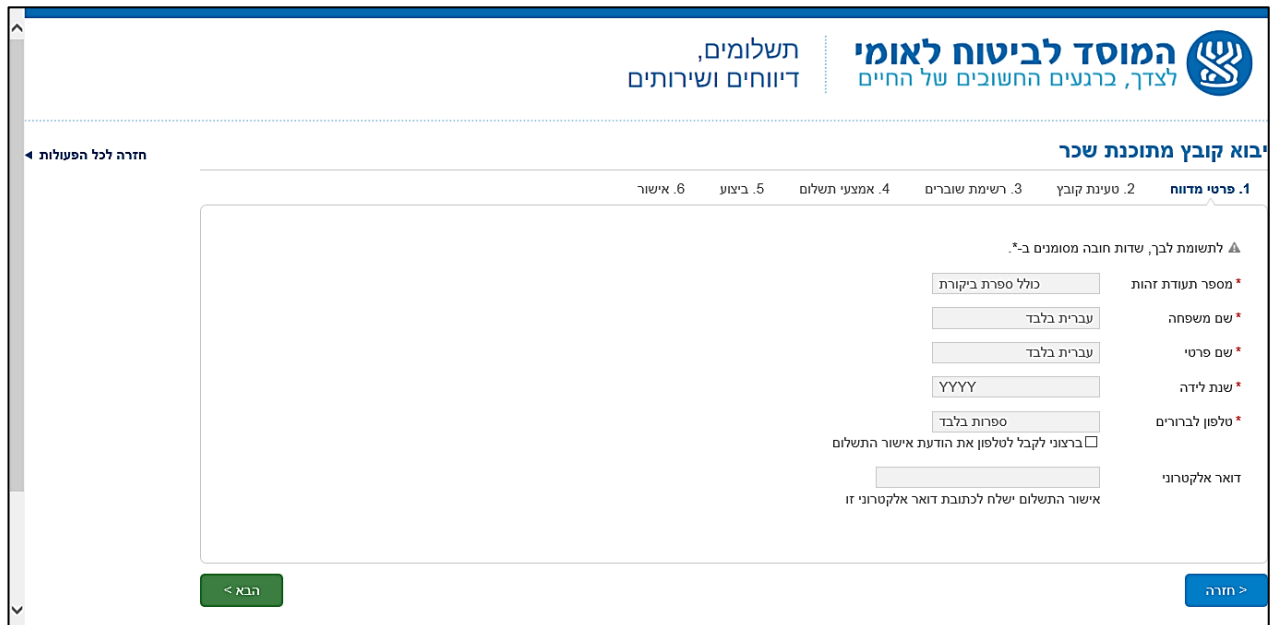 המוסד לביטוח לאומי
לצדך, ברגעים החשובים של החיים
תשלומים,
דיווחים ושירותים
יבוא קובץ מתוכנת שכר
חזרה לכל הפעולות
1. פרטי מדווח
2. טעינת קובץ
3. רשימת שוברים
4. אמצעי תשלום
5. ביצוע
6. אישור
לתשומת לבך, שדות חובה מסומנים ב-*.
* מספר תעודת זהות כולל ספרת ביקורת
* שם משפחה עברית בלבד
* שם פרטי עברית בלבד
* שנת לידה YYYY
* טלפון לברורים ספרות בלבד
ברצוני לקבל לטלפון את הודעת אישור התשלום
דואר אלקטרוני
אישור התשלום ישלח לכתובת דואר אלקטרוני זו
< חזרה
הבא >